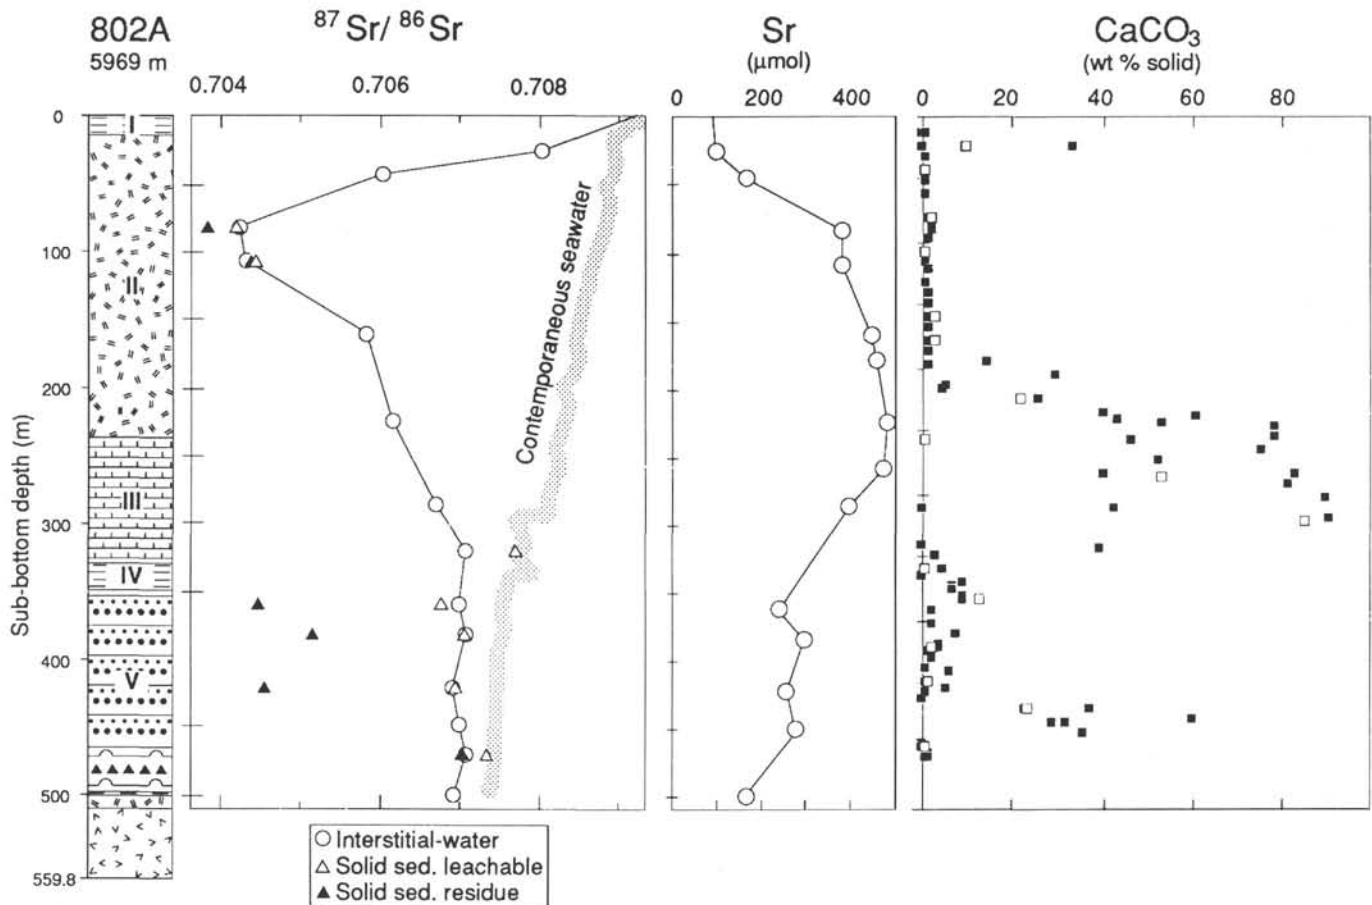 802A
5969 m
87Sr/ 86Sr
0.704
0.706
0.708
Sr
(μmol)
0
200
400
CaCO3
(wt % solid)
0
20
40
60
80
Sub-bottom depth (m)
0
100
200
300
400
500
559.8
I
II
III
IV
V
Contemporaneous seawater
Interstitial-water
Solid sed. leachable
Solid sed. residue